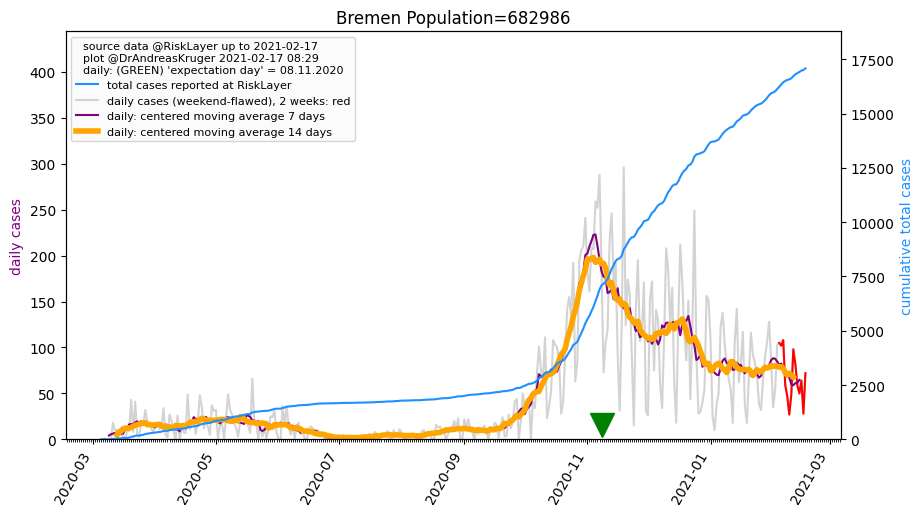 Bremen Population=682986
source data @RiskLayer up to 2021-02-17
plot @DrAndreasKruger 2021-02-17 08:29
daily: (GREEN) 'expectation day' = 08.11.2020
total cases reported at RiskLayer
daily cases (weekend-flawed), 2 weeks: red
daily: centered moving average 7 days
daily: centered moving average 14 days
daily cases
400
350
300
250
200
150
100
50
0
cumulative total cases
17500
15000
12500
10000
7500
5000
2500
0
2020-03
2020-05
2020-07
2020-09
2020-11
2021-01
2021-03